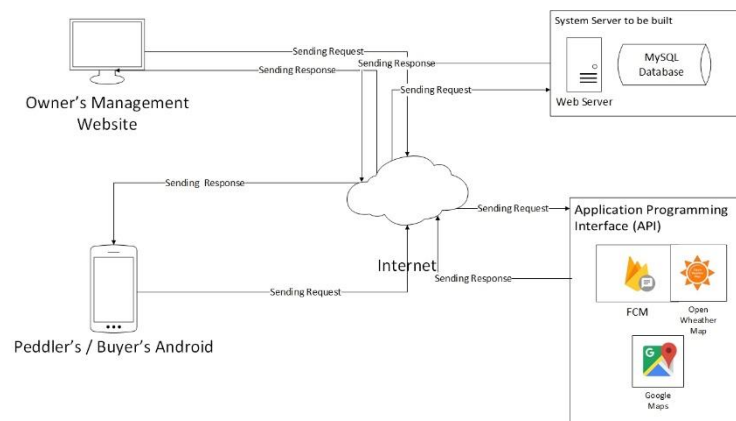 System Server to be built
Sending Request
Sending Response
Sending Response
MySQL
Database
Sending Request
Web Server
Owner's Management
Website
Sending Response
Sending Request
Application Programming
Interface (API)
Internet
Sending Response
Sending Request
FCM
Open
Wheather
Map
Peddler's / Buyer's Android
Google
Maps